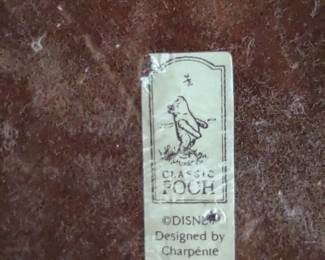 CLASSIC
POOH
©DISNEY
Designed by
Charpente